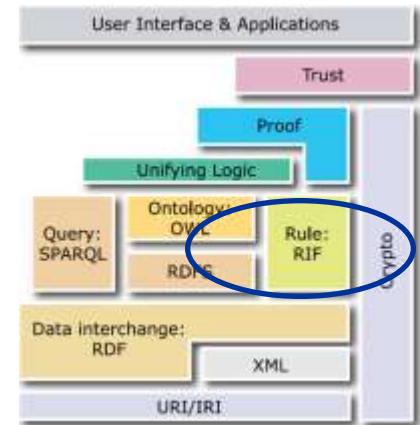 User Interface & Applications
Trust
Proof
Unifying Logic
Ontology:
OWL
Query:
SPARQL
Rule:
RIF
RDFS
Crypto
Data interchange:
RDF
XML
URI/IRI